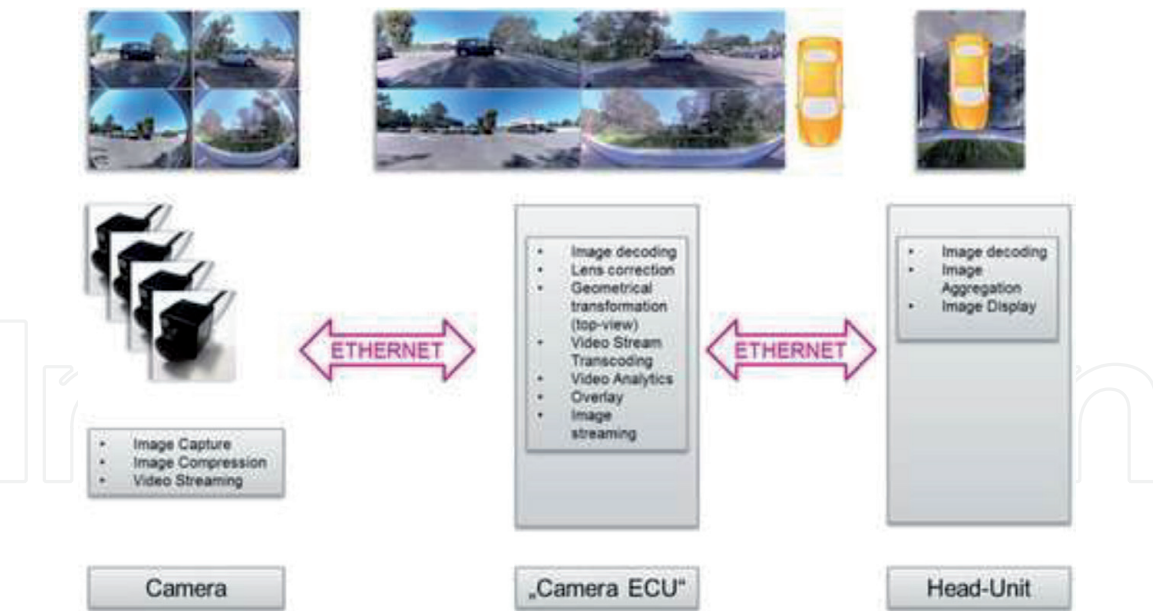 • Image Capture
• Image Compression
• Video Streaming
Camera
ETHERNET
• Image decoding
• Lens correction
• Geometrical
transformation
(top-view)
• Video Stream
Transcoding
• Video Analytics
• Overlay
• Image
streaming
„Camera ECU“
ETHERNET
• Image decoding
• Image
Aggregation
• Image Display
Head-Unit